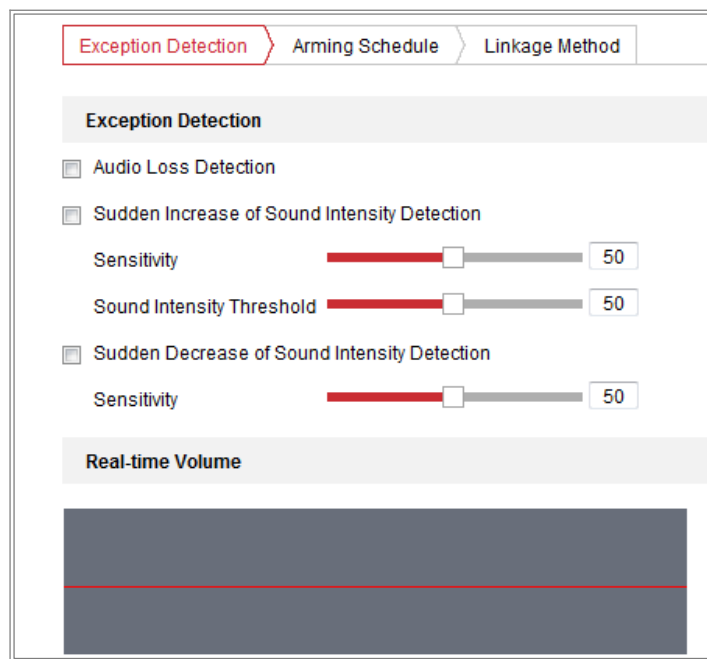 Exception Detection Arming Schedule Linkage Method
Exception Detection
Audio Loss Detection
Sudden Increase of Sound Intensity Detection
Sensitivity 50
Sound Intensity Threshold 50
Sudden Decrease of Sound Intensity Detection
Sensitivity 50
Real-time Volume